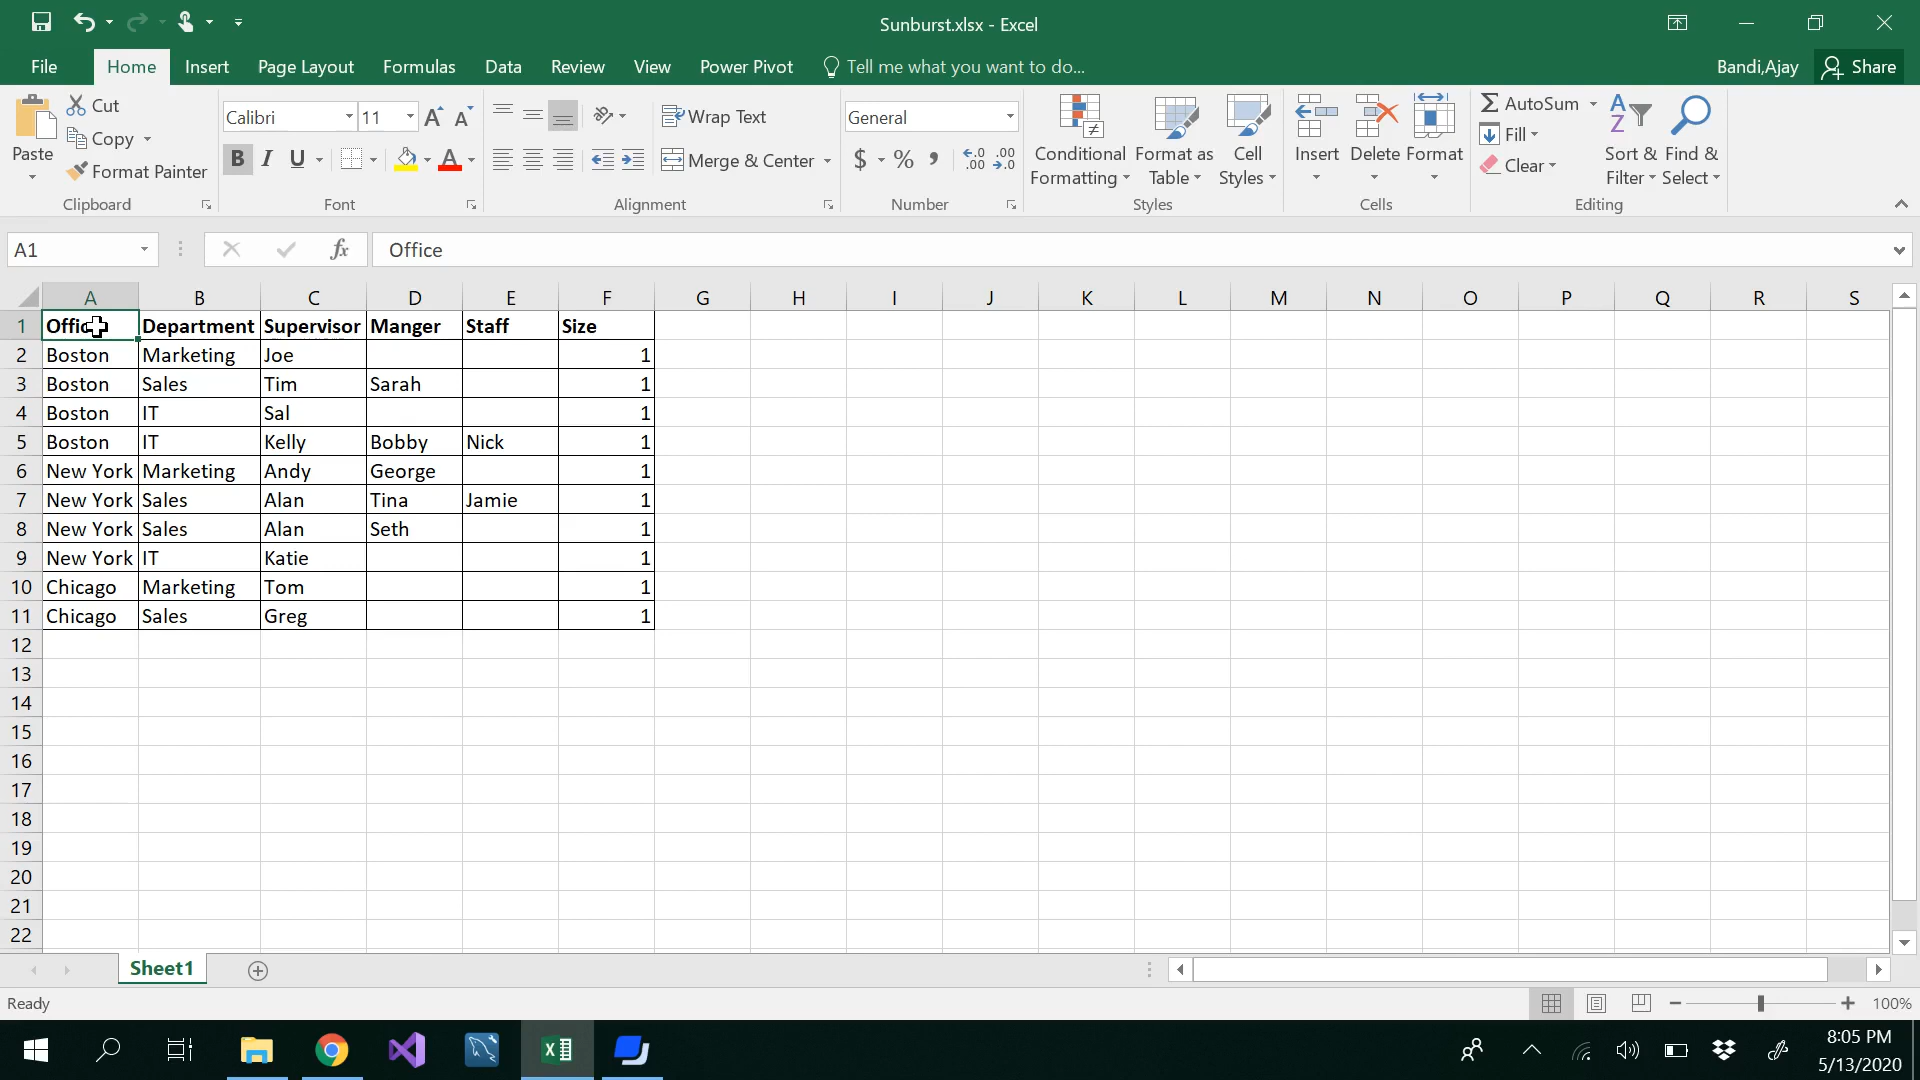 Sunburst.xlsx - Excel
File Home Insert Page Layout Formulas Data Review View Power Pivot Tell me what you want to do... Bandi,Ajay Share
Paste
Cut
Copy
Format Painter
Clipboard
Calibri 11
B I U
Font
Wrap Text
Merge & Center
Alignment
General
$ % ,
Number
Conditional Formatting
Format as Table
Cell Styles
Styles
Insert Delete Format
Cells
AutoSum
Fill
Clear
Sort & Filter
Find & Select
Editing
A1 fx Office
A B C D E F G H I J K L M N O P Q R S
1 Office Department Supervisor Manger Staff Size
2 Boston Marketing Joe 1
3 Boston Sales Tim Sarah 1
4 Boston IT Sal 1
5 Boston IT Kelly Bobby Nick 1
6 New York Marketing Andy George 1
7 New York Sales Alan Tina Jamie 1
8 New York Sales Alan Seth 1
9 New York IT Katie 1
10 Chicago Marketing Tom 1
11 Chicago Sales Greg 1
12
13
14
15
16
17
18
19
20
21
22
Sheet1
Ready 100%
8:05 PM
5/13/2020